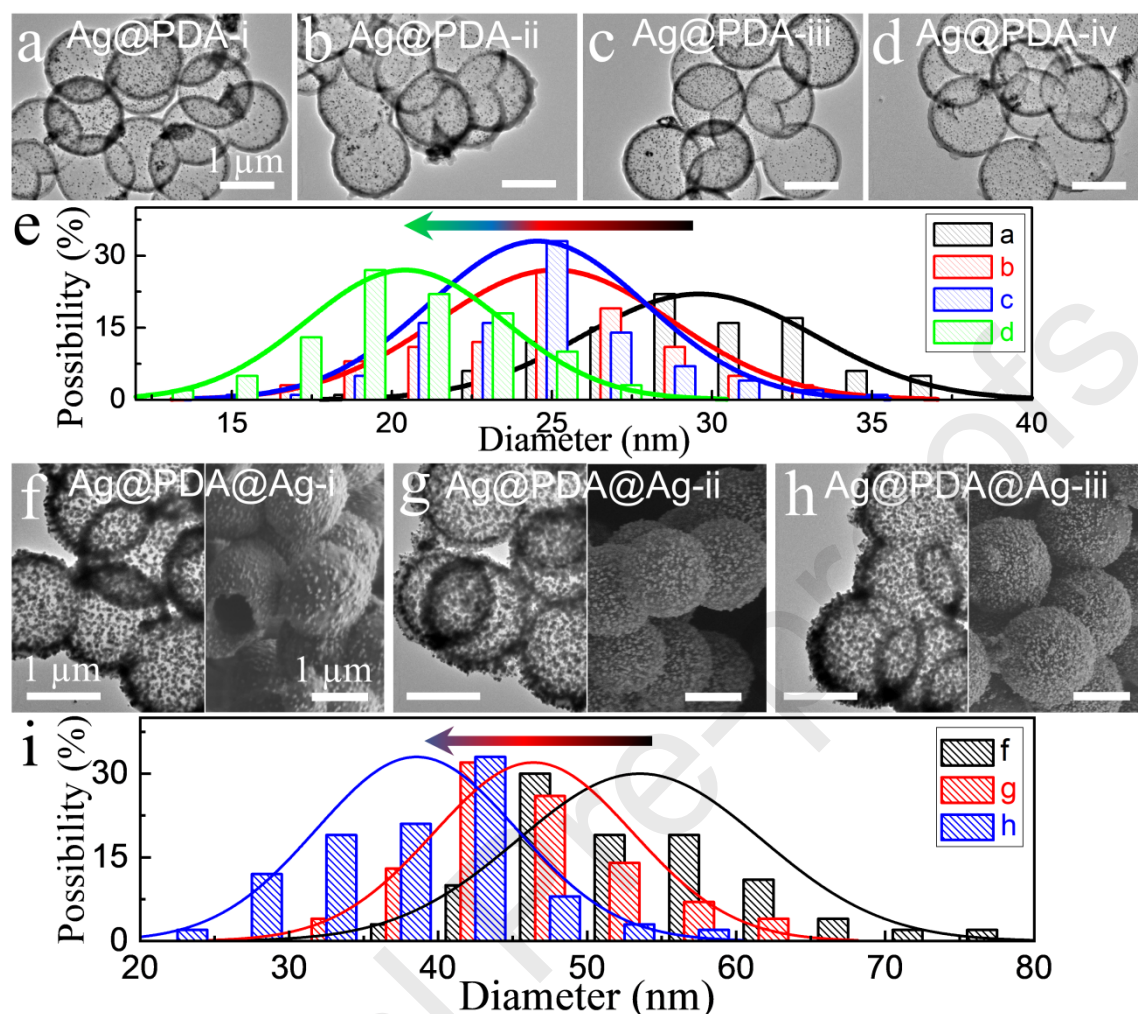 a Ag@PDA-i
b Ag@PDA-ii
c Ag@PDA-iii
d Ag@PDA-iv
1 µm
e
Possibility (%)
30
15
0
15
20
25
30
35
40
Diameter (nm)
a
b
c
d
f Ag@PDA@Ag-i
g Ag@PDA@Ag-ii
h Ag@PDA@Ag-iii
1 µm
1 µm
i
Possibility (%)
30
15
0
20
30
40
50
60
70
80
Diameter (nm)
f
g
h
re-proofs